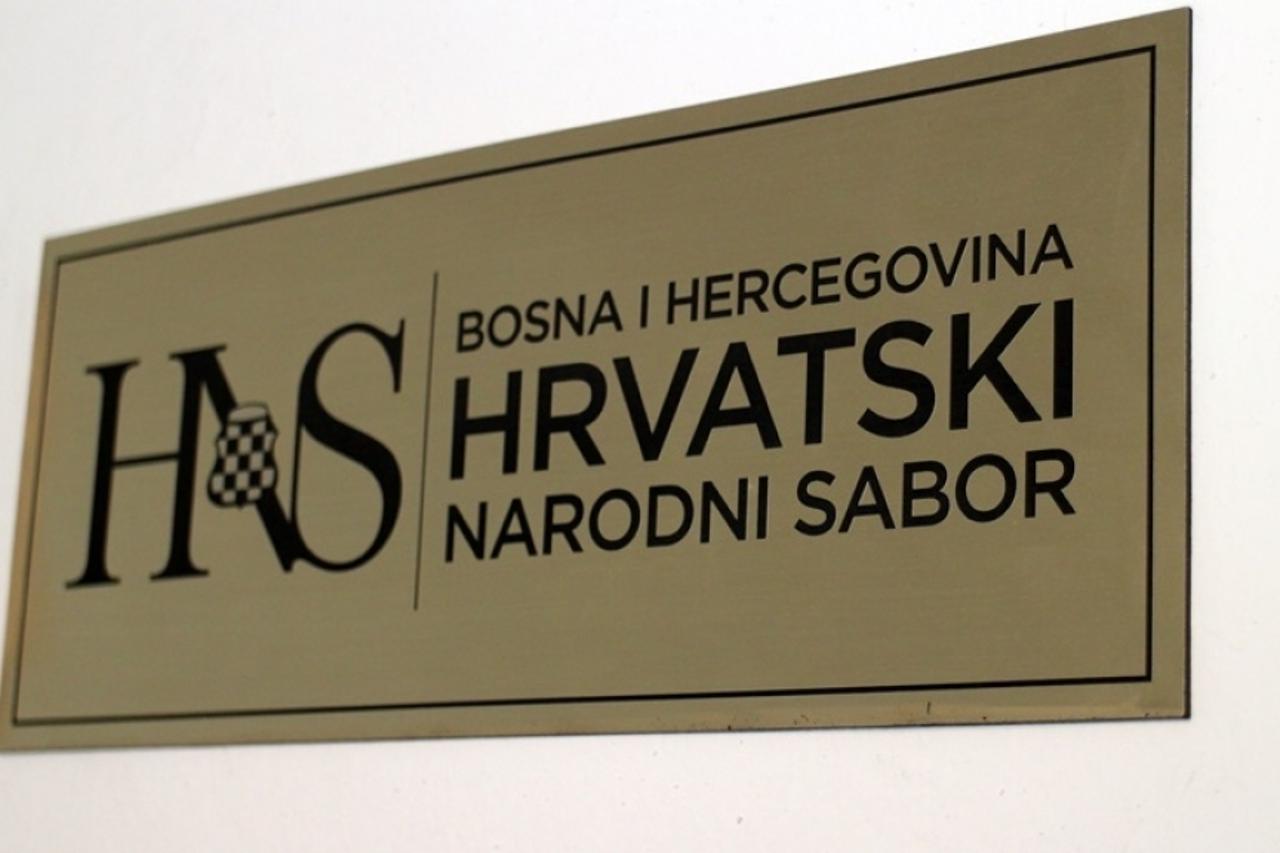 HNS
BOSNA I HERCEGOVINA
HRVATSKI
NARODNI SABOR